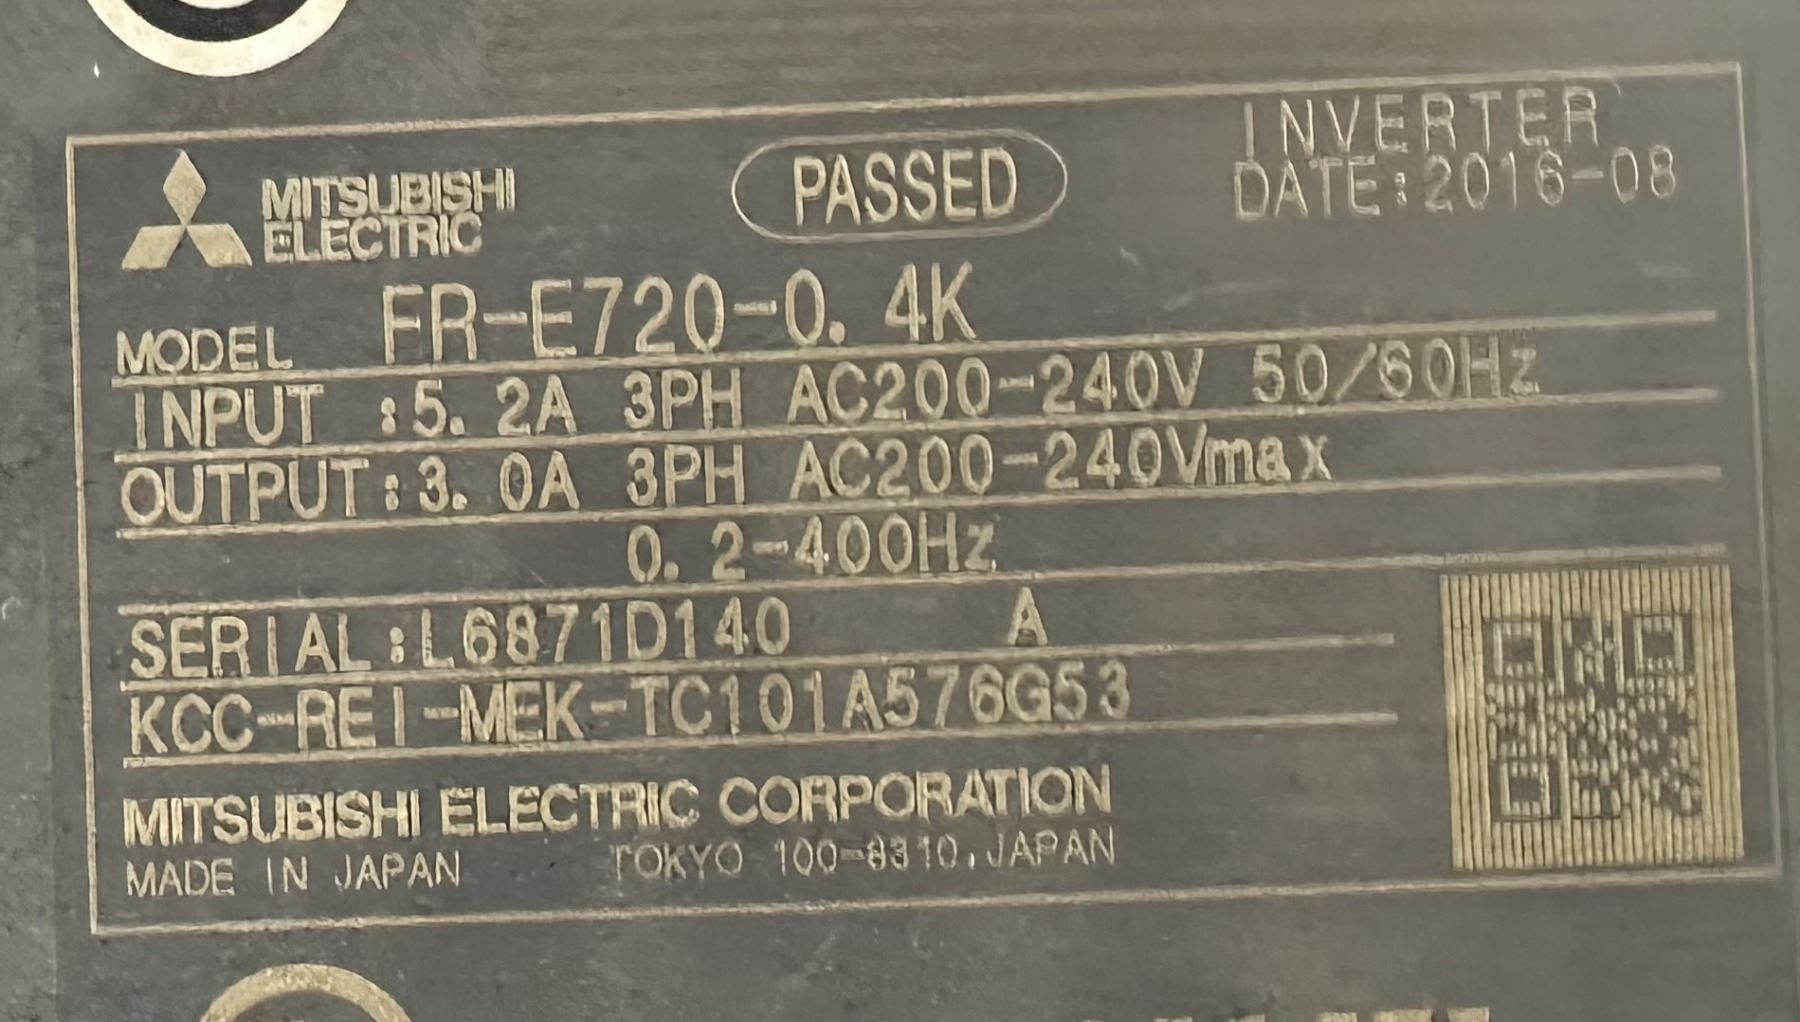 MITSUBISHI
ELECTRIC
PASSED
INVERTER
DATE:2016-08
MODEL FR-E720-0.4K
INPUT :5.2A 3PH AC200-240V 50/60Hz
OUTPUT:3.0A 3PH AC200-240Vmax
0.2-400Hz
SERIAL:L6871D140 A
KCC-REI-MEK-TC101A576G53
MITSUBISHI ELECTRIC CORPORATION
MADE IN JAPAN TOKYO 100-8310, JAPAN